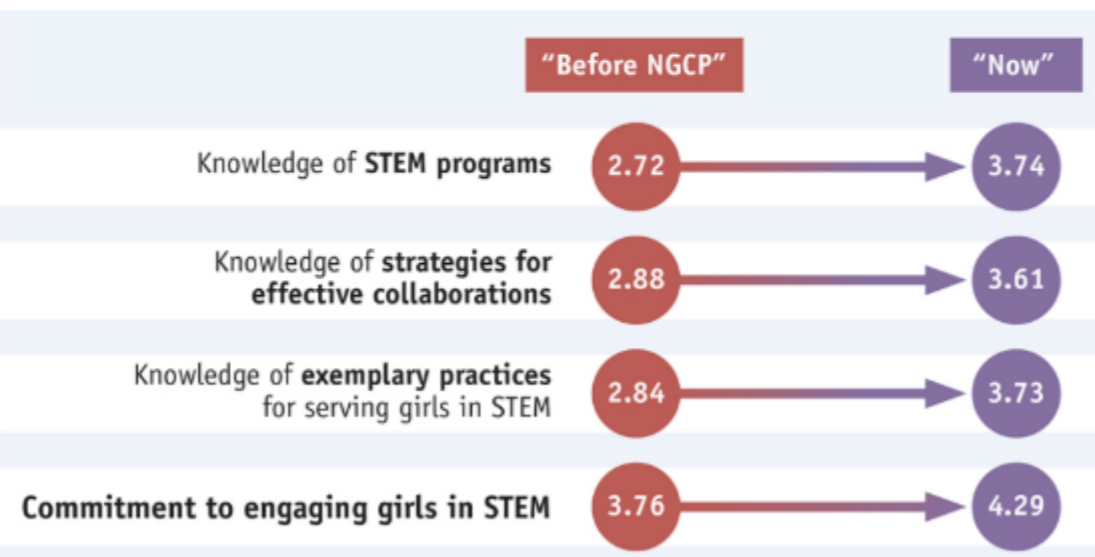 “Before NGCP” “Now”
Knowledge of STEM programs 2.72 3.74
Knowledge of strategies for
effective collaborations 2.88 3.61
Knowledge of exemplary practices
for serving girls in STEM 2.84 3.73
Commitment to engaging girls in STEM 3.76 4.29